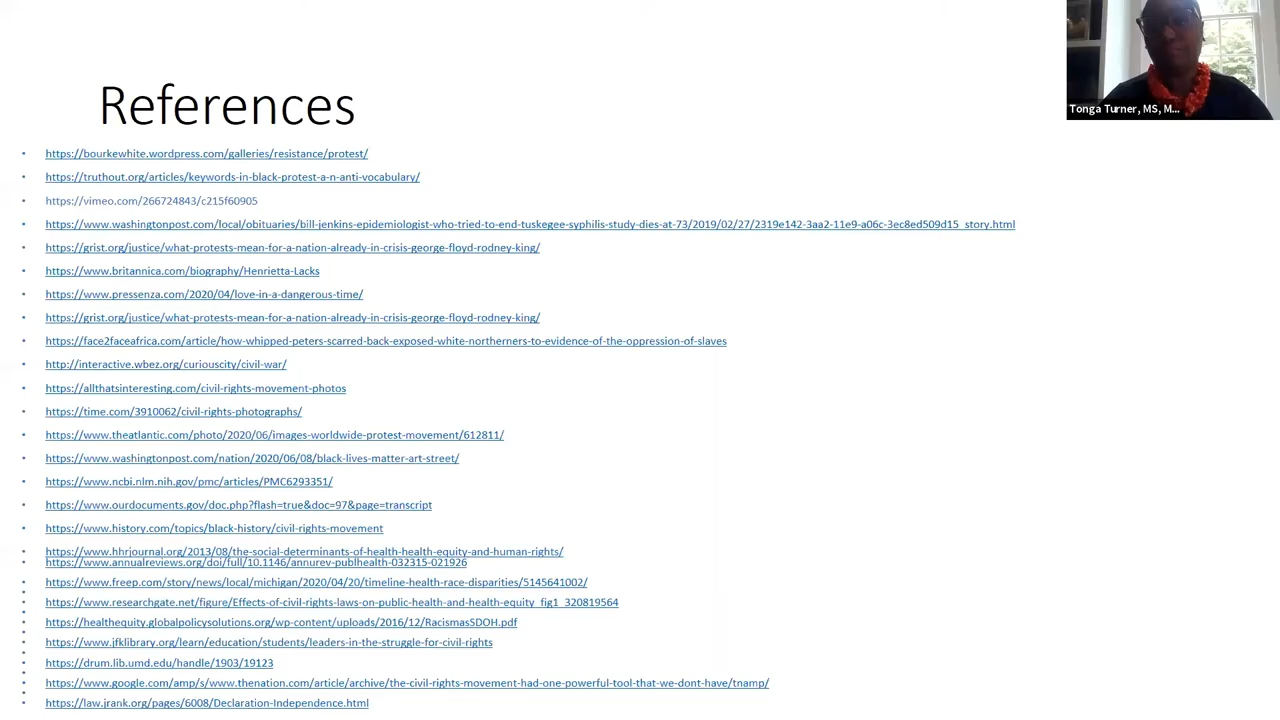 Tonga Turner, MS, M...
References
• https://bourkewhite.wordpress.com/galleries/resistance/protest/
• https://truthout.org/articles/keywords-in-black-protest-a-n-anti-vocabulary/
• https://vimeo.com/266724843/c215f60905
• https://www.washingtonpost.com/local/obituaries/bill-jenkins-epidemiologist-who-tried-to-end-tuskegee-syphilis-study-dies-at-73/2019/02/27/2319e142-3aa2-11e9-a06c-3ec8ed509d15_story.html
• https://grist.org/justice/what-protests-mean-for-a-nation-already-in-crisis-george-floyd-rodney-king/
• https://www.britannica.com/biography/Henrietta-Lacks
• https://www.pressenza.com/2020/04/love-in-a-dangerous-time/
• https://grist.org/justice/what-protests-mean-for-a-nation-already-in-crisis-george-floyd-rodney-king/
• https://face2faceafrica.com/article/how-whipped-peters-scarred-back-exposed-white-northerners-to-evidence-of-the-oppression-of-slaves
• http://interactive.wbez.org/curiouscity/civil-war/
• https://allthatsinteresting.com/civil-rights-movement-photos
• https://time.com/3910062/civil-rights-photographs/
• https://www.theatlantic.com/photo/2020/06/images-worldwide-protest-movement/612811/
• https://www.washingtonpost.com/nation/2020/06/08/black-lives-matter-art-street/
• https://www.ncbi.nlm.nih.gov/pmc/articles/PMC6293351/
• https://www.ourdocuments.gov/doc.php?flash=true&doc=97&page=transcript
• https://www.history.com/topics/black-history/civil-rights-movement
• https://www.hhrjournal.org/2013/08/the-social-determinants-of-health-health-equity-and-human-rights/
• https://www.annualreviews.org/doi/full/10.1146/annurev-publhealth-032315-021926
• https://www.freep.com/story/news/local/michigan/2020/04/20/timeline-health-race-disparities/5145641002/
• https://www.researchgate.net/figure/Effects-of-civil-rights-laws-on-public-health-and-health-equity_fig1_320819564
• https://healthequity.globalpolicysolutions.org/wp-content/uploads/2016/12/RacismasSDOH.pdf
• https://www.jfklibrary.org/learn/education/students/leaders-in-the-struggle-for-civil-rights
• https://drum.lib.umd.edu/handle/1903/19123
• https://www.google.com/amp/s/www.thenation.com/article/archive/the-civil-rights-movement-had-one-powerful-tool-that-we-dont-have/tnamp/
• https://law.jrank.org/pages/6008/Declaration-Independence.html